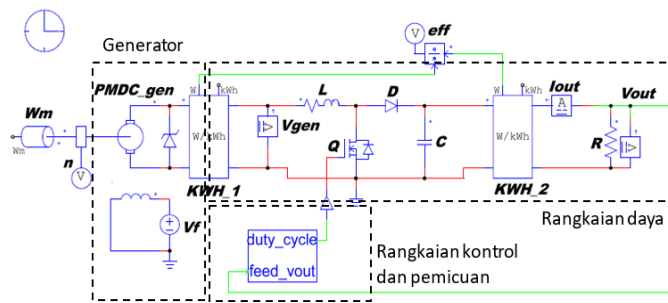 Generator
V
eff
W
kWh
PMDC_gen
W/kWh
KWH_1
Wm
Wm
n
V
Vf
L
D
Vgen
Q
C
W
kWh
W/kWh
KWH_2
Iout
A
Vout
R
V
V
Rangkaian daya
duty_cycle
feed_vout
Rangkaian kontrol
dan pemicuan